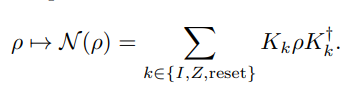 ρ ↦ 𝒩(ρ) = ∑_{k∈{I,Z,reset}} K_k ρ K_k^†.